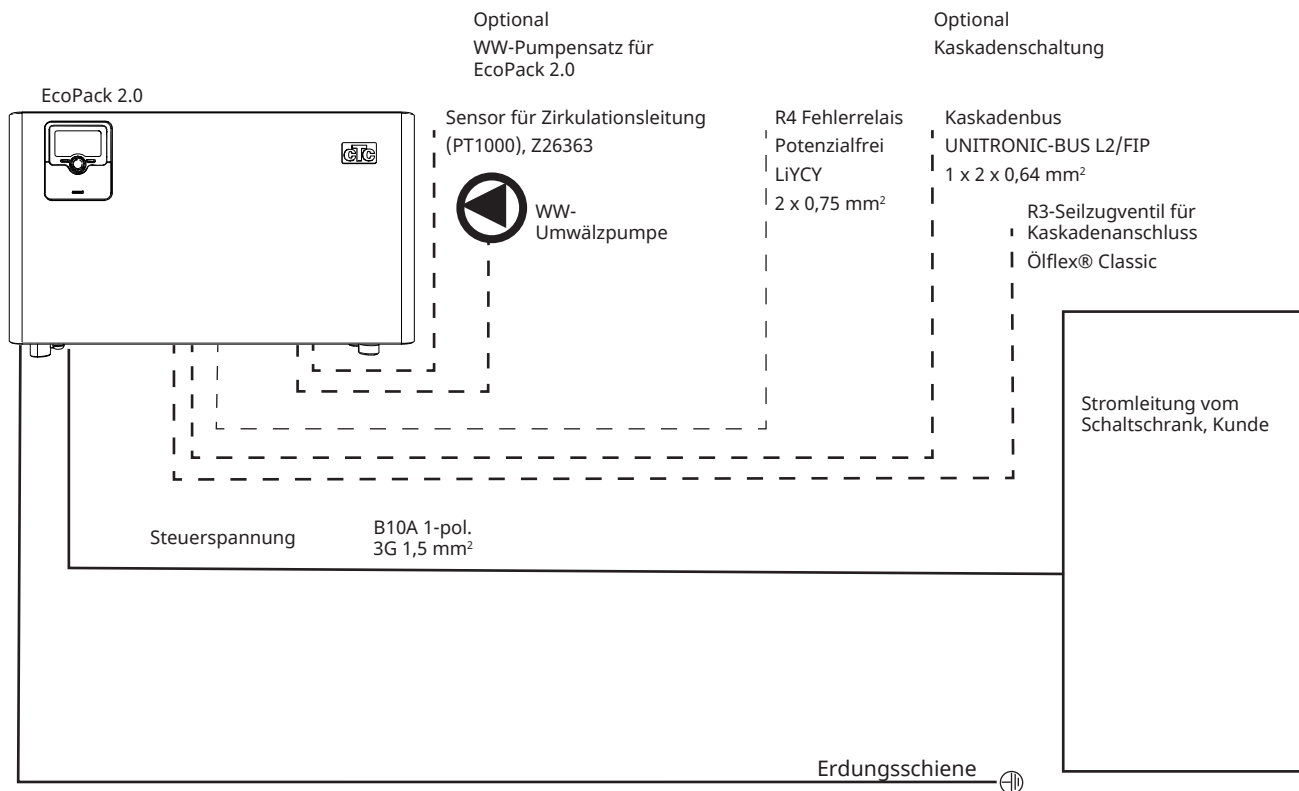 Optional
WW-Pumpensatz für
EcoPack 2.0
Optional
Kaskadenschaltung
EcoPack 2.0
CTC
Sensor für Zirkulationsleitung
(PT1000), Z26363
WW-
Umwälzpumpe
R4 Fehlerrelais
Potenzialfrei
LiYCY
2 x 0,75 mm²
Kaskadenbus
UNITRONIC-BUS L2/FIP
1 x 2 x 0,64 mm²
R3-Seilzugventil für
Kaskadenanschluss
Ölflex® Classic
Stromleitung vom
Schaltschrank, Kunde
Steuerspannung
B10A 1-pol.
3G 1,5 mm²
Erdungsschiene